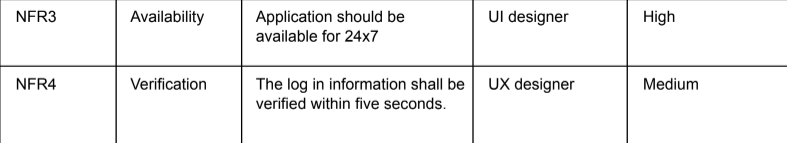 NFR3 Availability Application should be UI designer High
available for 24x7
NFR4 Verification The log in information shall be UX designer Medium
verified within five seconds.